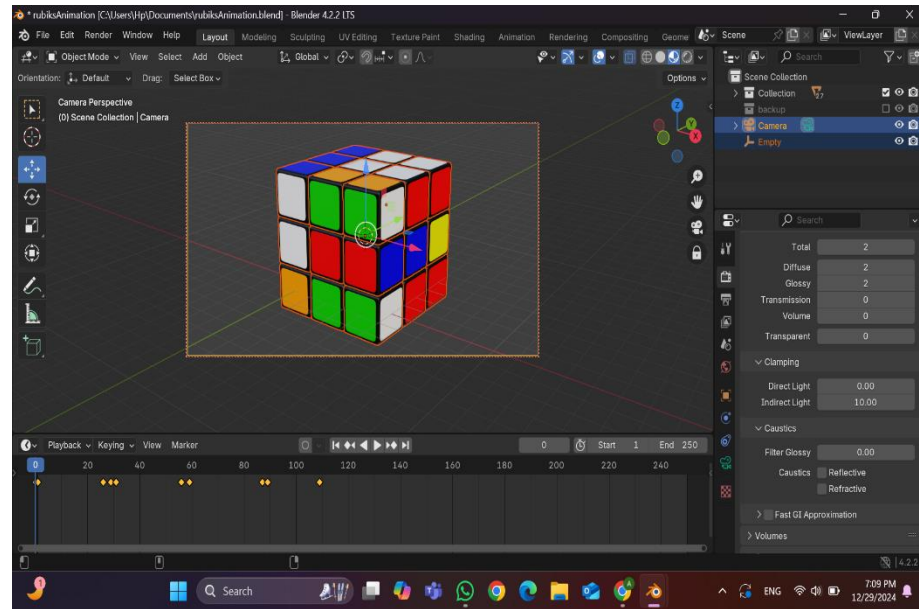 * rubiksAnimation [C:\Users\Hp\Documents\rubiksAnimation.blend] - Blender 4.2.2 LTS
File Edit Render Window Help Layout Modeling Sculpting UV Editing Texture Paint Shading Animation Rendering Compositing Geome Scene ViewLayer
Object Mode View Select Add Object Global Search
Orientation: Default Drag: Select Box Options
Scene Collection
Collection 27
backup
Camera
Empty
Camera Perspective
(0) Scene Collection | Camera
Z
Y
X
Search
Total 2
Diffuse 2
Glossy 2
Transmission 0
Volume 0
Transparent 0
Clamping
Direct Light 0.00
Indirect Light 10.00
Caustics
Filter Glossy 0.00
Caustics Reflective
Refractive
Fast GI Approximation
Volumes
Playback Keying View Marker 0 Start 1 End 250
0 20 40 60 80 100 120 140 160 180 200 220 240
4.2.2
1 Search ENG 7:09 PM
12/29/2024